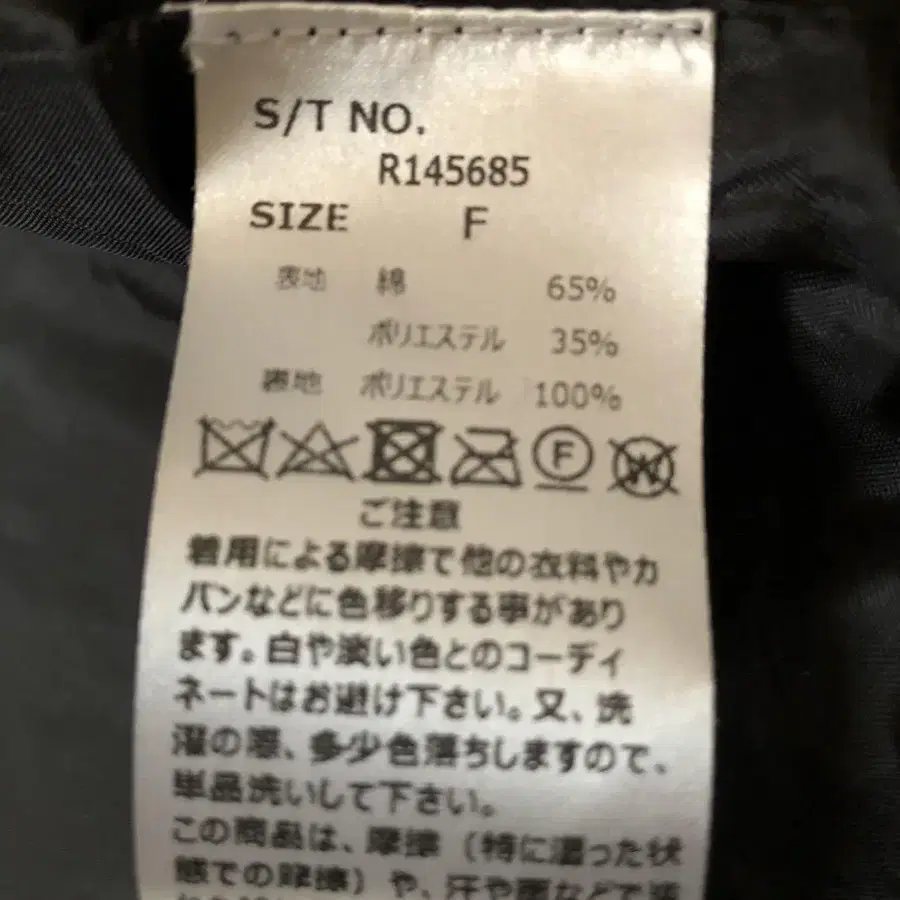 S/T NO.
R145685
SIZE F
表地 綿 65%
ポリエステル 35%
裏地 ポリエステル 100%
F
W
ご注意
着用による摩擦で他の衣料やカ
バンなどに色移りする事があり
ます。白や淡い色とのコーディ
ネートはお避け下さい。又、洗
濯の際、多少色落ちしますので、
単品洗いして下さい。
この商品は、摩擦(特に湿った状
態での摩擦)や、汗や雨などで